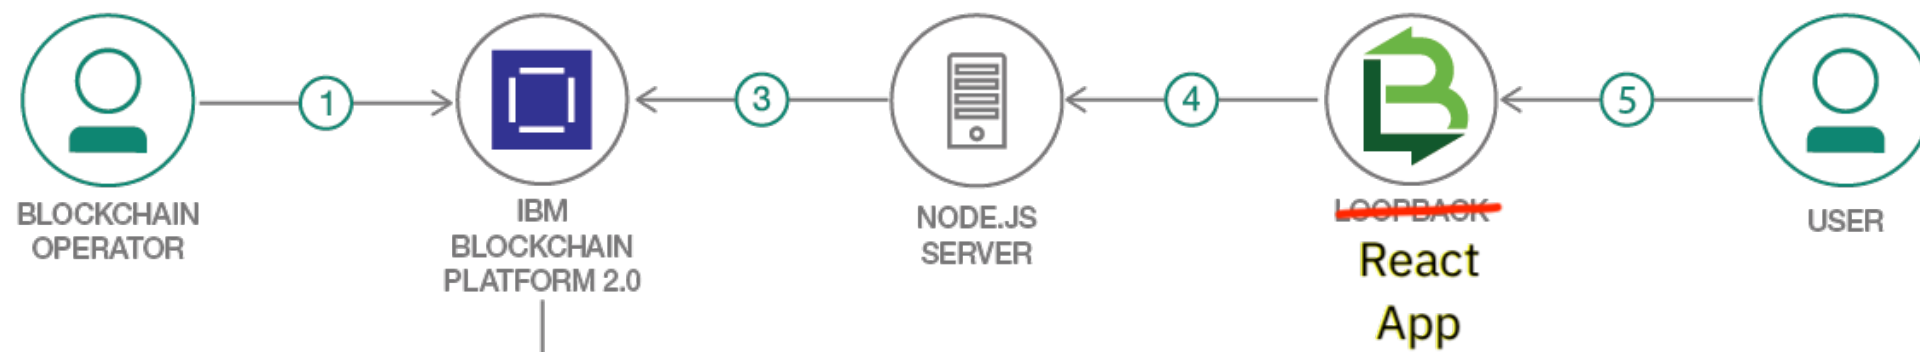 1
3
4
5
BLOCKCHAIN
OPERATOR
IBM
BLOCKCHAIN
PLATFORM 2.0
NODE.JS
SERVER
LOOPBACK
React
App
USER